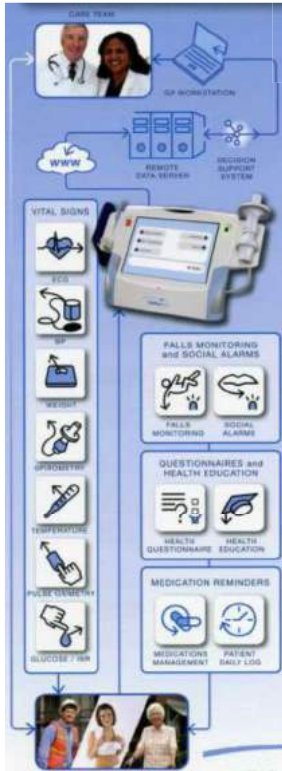 CARE TEAM
GP WORKSTATION
WWW
REMOTE
DATA SERVER
DECISION
SUPPORT
SYSTEM
VITAL SIGNS
ECG
BP
WEIGHT
SPIROMETRY
TEMPERATURE
PULSE OXIMETRY
GLUCOSE / INR
FALLS MONITORING
and SOCIAL ALARMS
FALLS
MONITORING
SOCIAL
ALARMS
QUESTIONNAIRES and
HEALTH EDUCATION
HEALTH
QUESTIONNAIRE
HEALTH
EDUCATION
MEDICATION REMINDERS
MEDICATIONS
MANAGEMENT
PATIENT
DAILY LOG